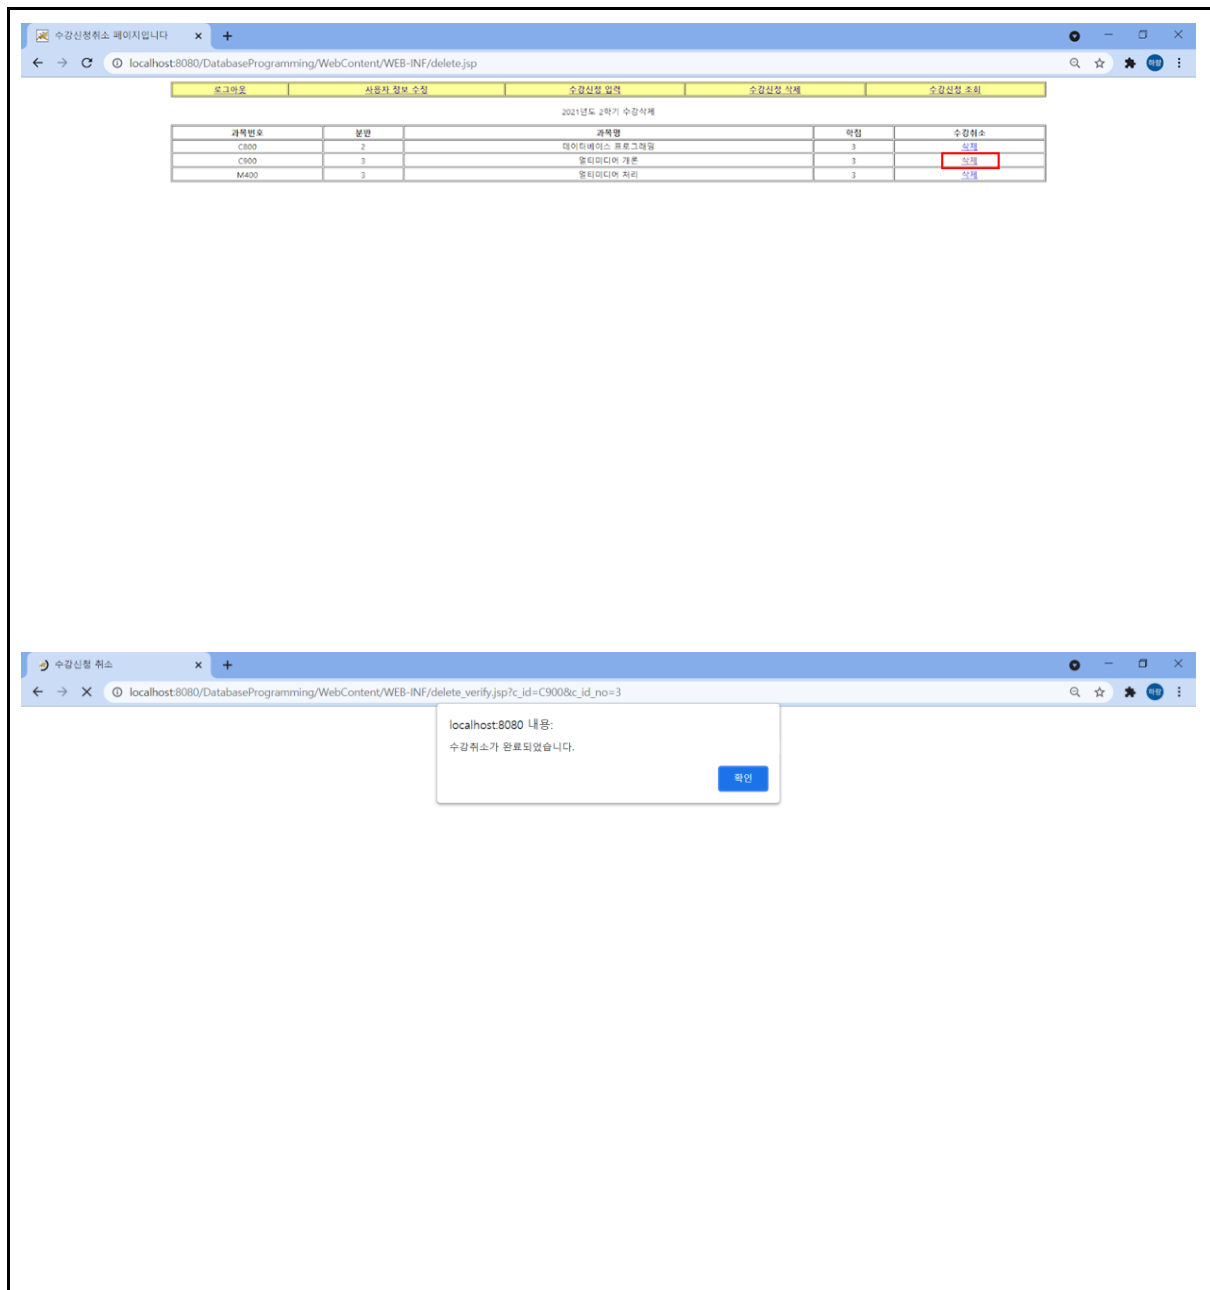 수강신청취소 페이지입니다
localhost:8080/DatabaseProgramming/WebContent/WEB-INF/delete.jsp
하람
로그아웃 사용자 정보 수정 수강신청 입력 수강신청 삭제 수강신청 조회
2021년도 2학기 수강삭제
과목번호 분반 과목명 학점 수강취소
C800 2 데이터베이스 프로그래밍 3 삭제
C900 3 멀티미디어 개론 3 삭제
M400 3 멀티미디어 처리 3 삭제
수강신청 취소
localhost:8080/DatabaseProgramming/WebContent/WEB-INF/delete_verify.jsp?c_id=C900&c_id_no=3
하람
localhost:8080 내용:
수강취소가 완료되었습니다.
확인